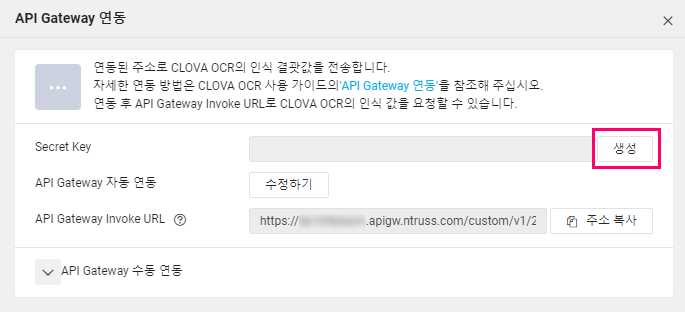 API Gateway 연동
연동된 주소로 CLOVA OCR의 인식 결괏값을 전송합니다.
자세한 연동 방법은 CLOVA OCR 사용 가이드의'API Gateway 연동'을 참조해 주십시오.
연동 후 API Gateway Invoke URL로 CLOVA OCR의 인식 값을 요청할 수 있습니다.
Secret Key
생성
API Gateway 자동 연동
수정하기
API Gateway Invoke URL
https:// .apigw.ntruss.com/custom/v1/2
주소 복사
API Gateway 수동 연동